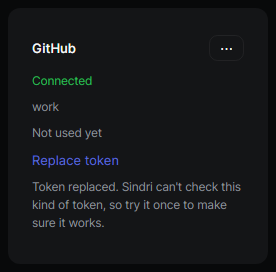 GitHub
...
Connected
work
Not used yet
Replace token
Token replaced. Sindri can't check this
kind of token, so try it once to make
sure it works.